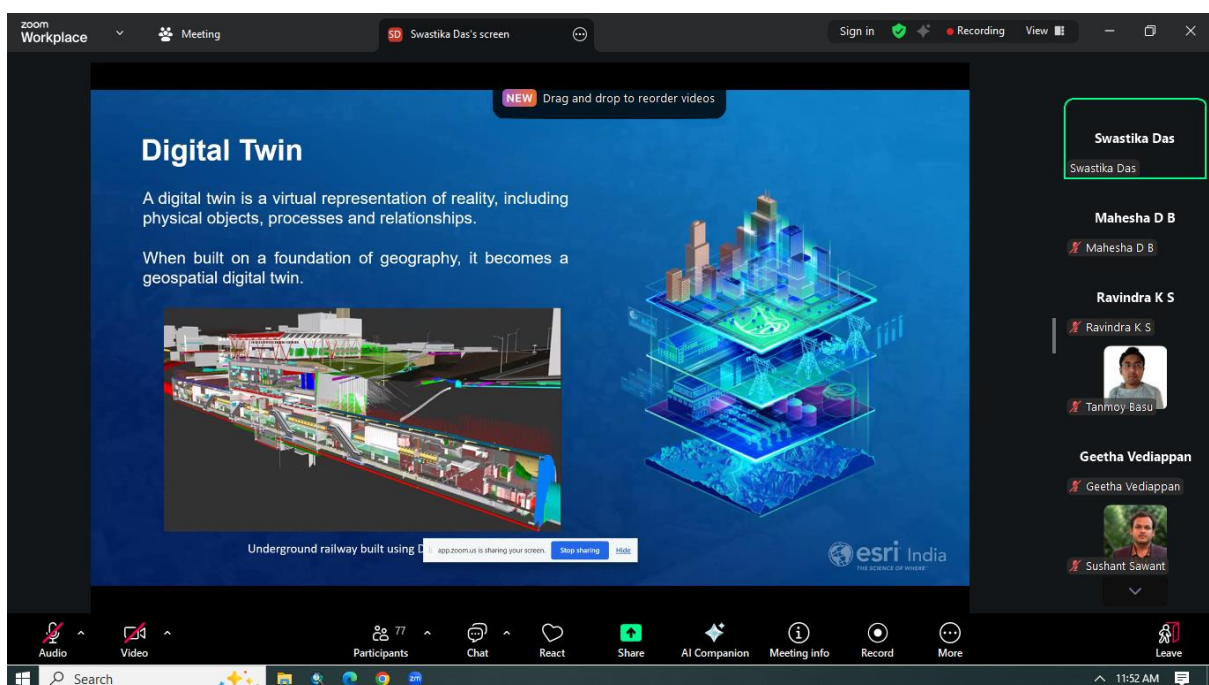 zoom
Workplace
Meeting
SD Swastika Das's screen
Sign in
Recording
View
NEW Drag and drop to reorder videos
Digital Twin
A digital twin is a virtual representation of reality, including
physical objects, processes and relationships.
When built on a foundation of geography, it becomes a
geospatial digital twin.
Underground railway built using
app.zoom.us is sharing your screen. Stop sharing Hide
esri India
THE SCIENCE OF WHERE
Swastika Das
Swastika Das
Mahesha D B
Mahesha D B
Ravindra K S
Ravindra K S
Tanmoy Basu
Geetha Vediappan
Geetha Vediappan
Sushant Sawant
Audio
Video
77
Participants
Chat
React
Share
AI Companion
Meeting info
Record
More
Leave
Search
zm
11:52 AM